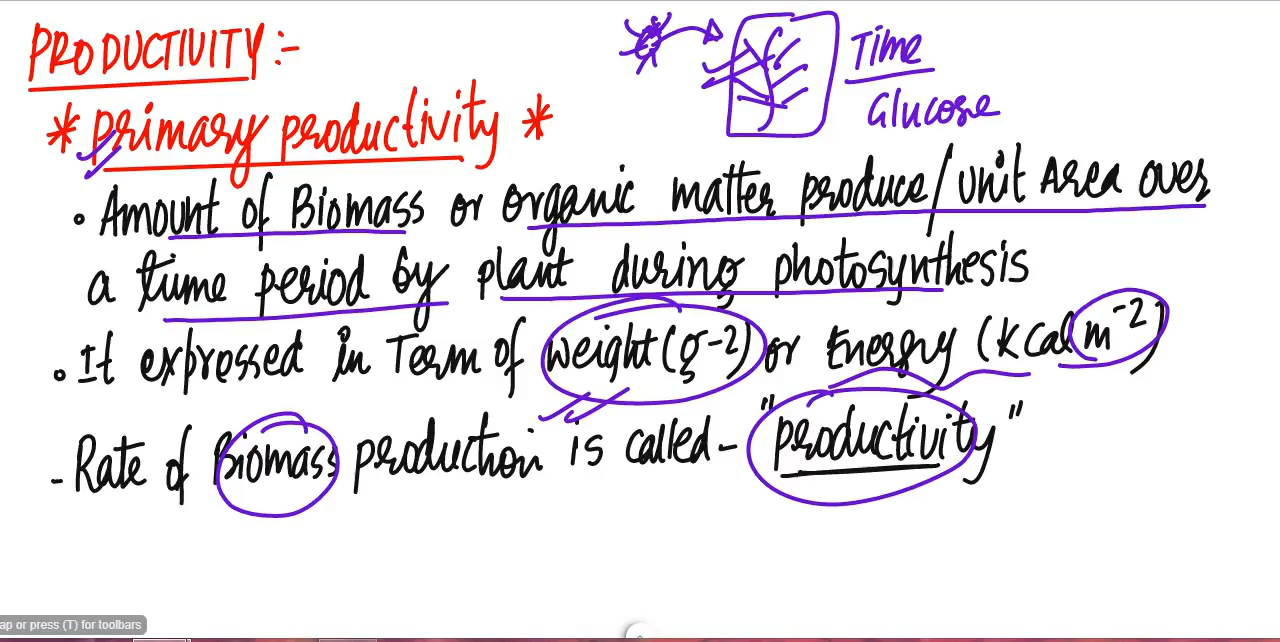 PRODUCTIVITY :-
Time
Glucose
* primary productivity *
• Amount of Biomass or organic matter produce/unit Area over
a tume period by plant during photosynthesis
• It expressed in Term of weight (g-2) or Energy (kcal m-2)
- Rate of Biomass production is called - "productivity"
ap or press (T) for toolbars